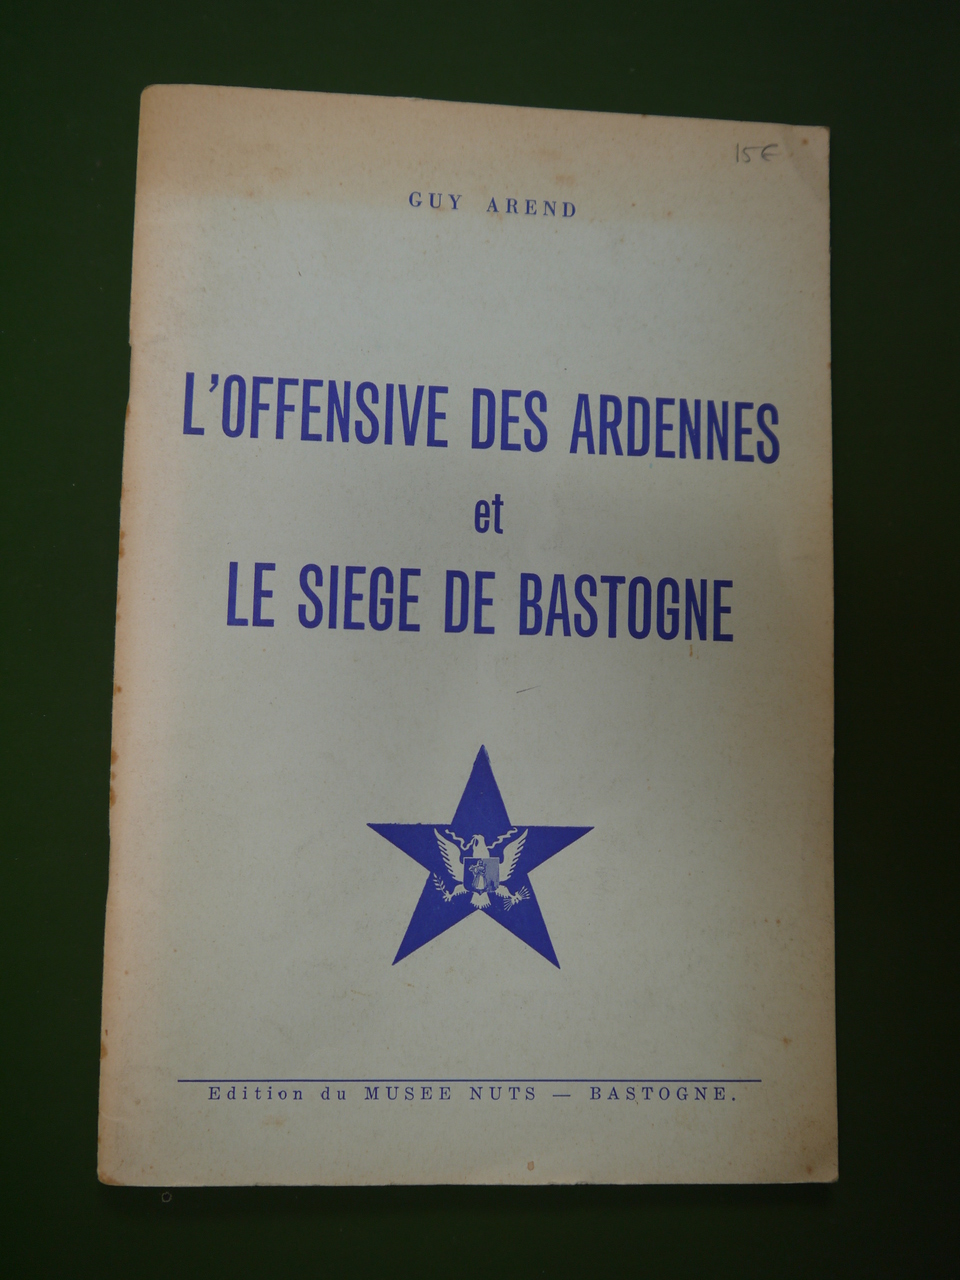 15€
GUY AREND
L'OFFENSIVE DES ARDENNES
et
LE SIEGE DE BASTOGNE
Edition du MUSEE NUTS — BASTOGNE.